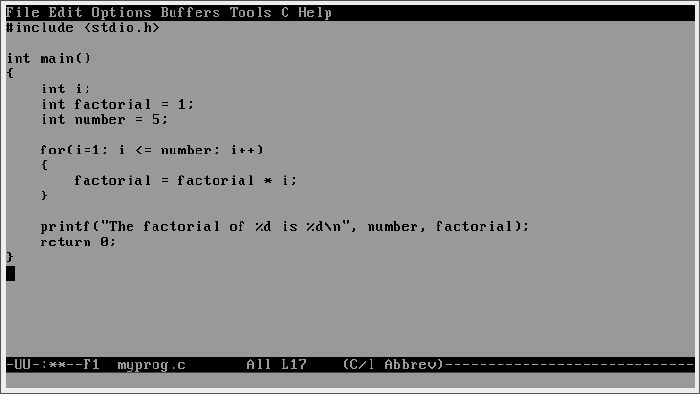 File Edit Options Buffers Tools C Help
#include <stdio.h>
int main()
{
    int i;
    int factorial = 1;
    int number = 5;
    for(i=1; i <= number; i++)
    {
        factorial = factorial * i;
    }
    printf("The factorial of %d is %d\n", number, factorial);
    return 0;
}
-UU-:**--F1  myprog.c       All L17    (C/l Abbrev)-----------------------------